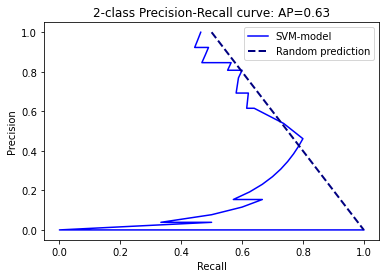 2-class Precision-Recall curve: AP=0.63
SVM-model
Random prediction
Precision
1.0
0.8
0.6
0.4
0.2
0.0
0.0 0.2 0.4 0.6 0.8 1.0
Recall